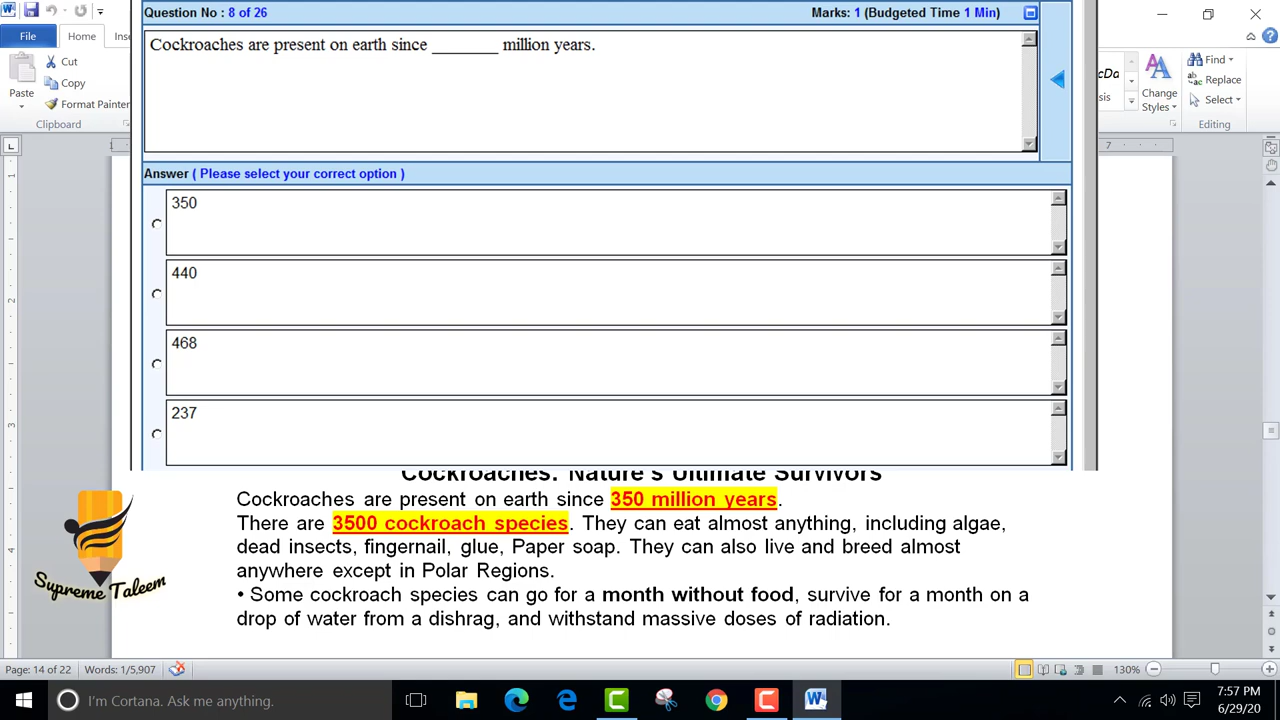 Question No : 8 of 26 Marks: 1 (Budgeted Time 1 Min)
File Home Inse
Cockroaches are present on earth since ________ million years.
Cut
Copy
Format Painter
Paste
Clipboard
Find
Replace
Select
Change
Styles
Editing
Answer ( Please select your correct option )
350
440
468
237
Cockroaches: Nature's Ultimate Survivors
Cockroaches are present on earth since 350 million years.
There are 3500 cockroach species. They can eat almost anything, including algae,
dead insects, fingernail, glue, Paper soap. They can also live and breed almost
anywhere except in Polar Regions.
• Some cockroach species can go for a month without food, survive for a month on a
drop of water from a dishrag, and withstand massive doses of radiation.
Supreme Taleem
Page: 14 of 22 Words: 1/5,907 130%
I'm Cortana. Ask me anything.
7:57 PM
6/29/20